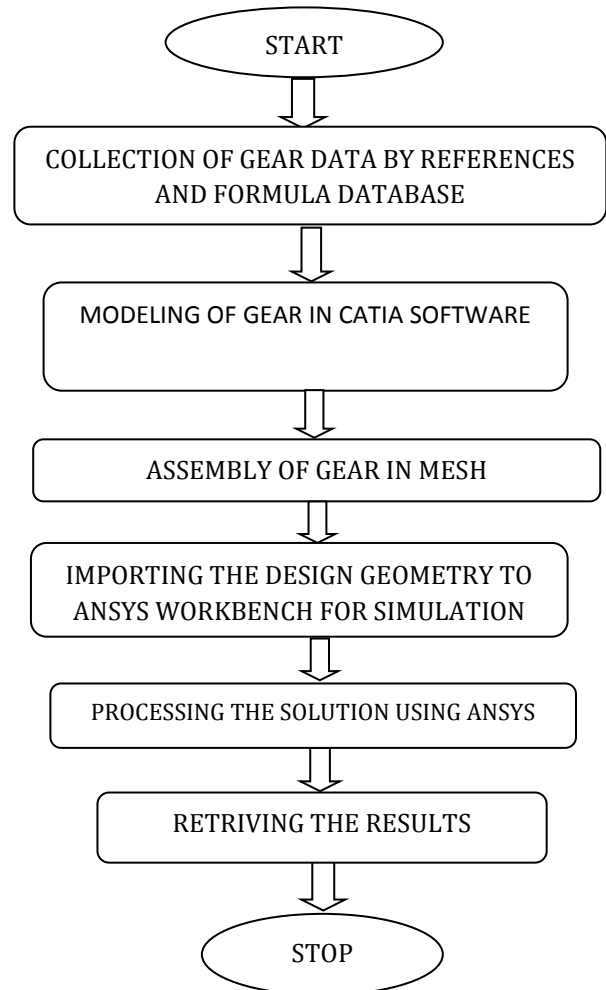 START
COLLECTION OF GEAR DATA BY REFERENCES
AND FORMULA DATABASE
MODELING OF GEAR IN CATIA SOFTWARE
ASSEMBLY OF GEAR IN MESH
IMPORTING THE DESIGN GEOMETRY TO
ANSYS WORKBENCH FOR SIMULATION
PROCESSING THE SOLUTION USING ANSYS
RETRIVING THE RESULTS
STOP